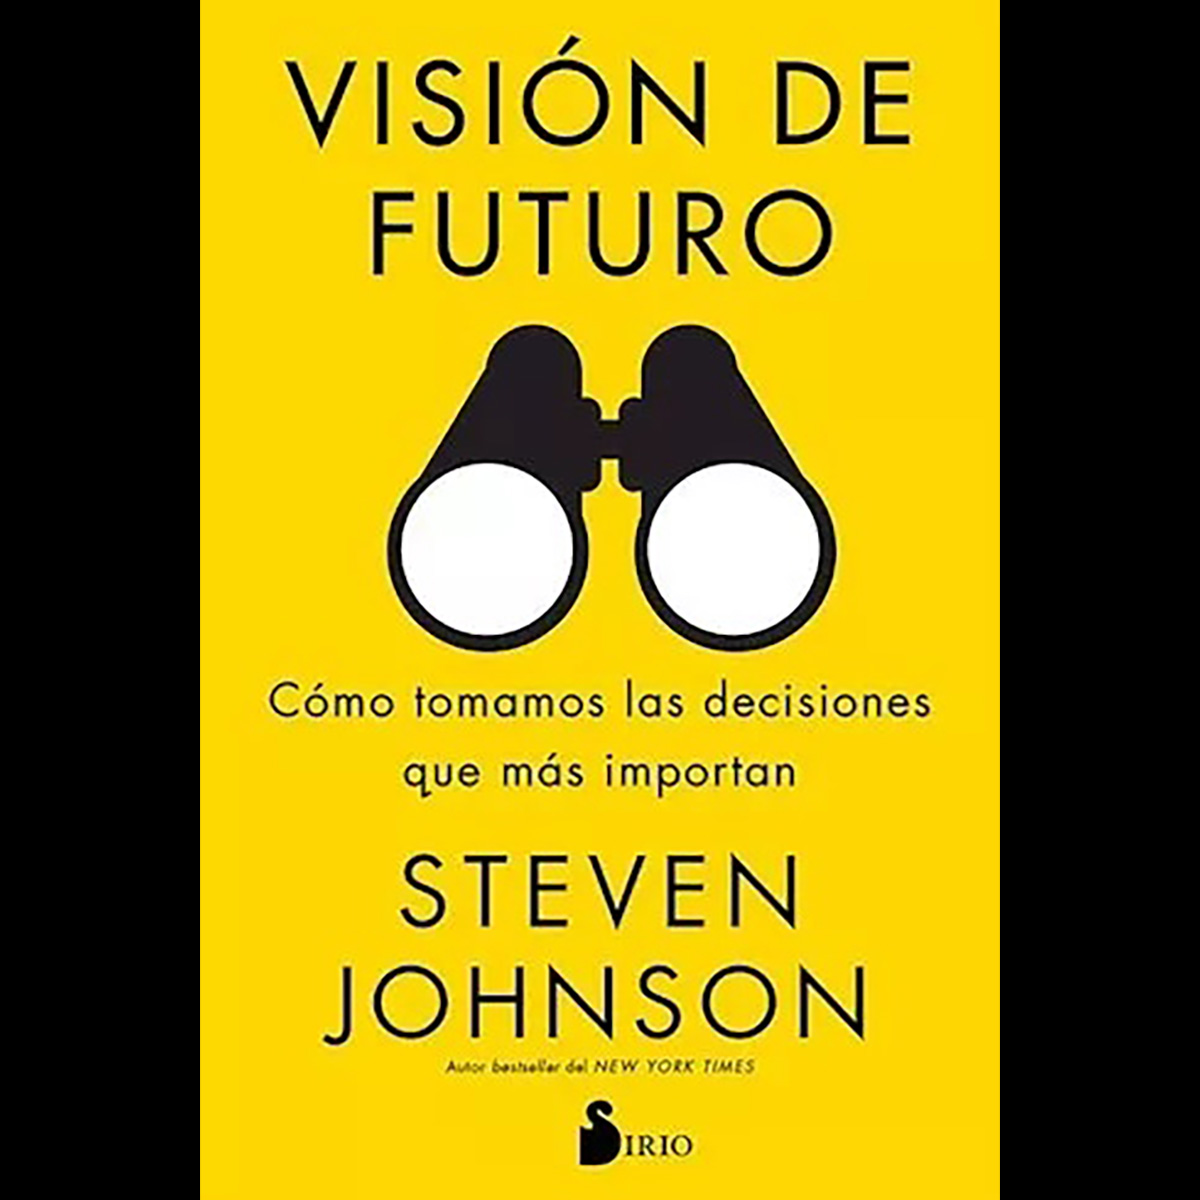 VISIÓN DE
FUTURO
Cómo tomamos las decisiones
que más importan
STEVEN
JOHNSON
Autor bestseller del NEW YORK TIMES
SIRIO